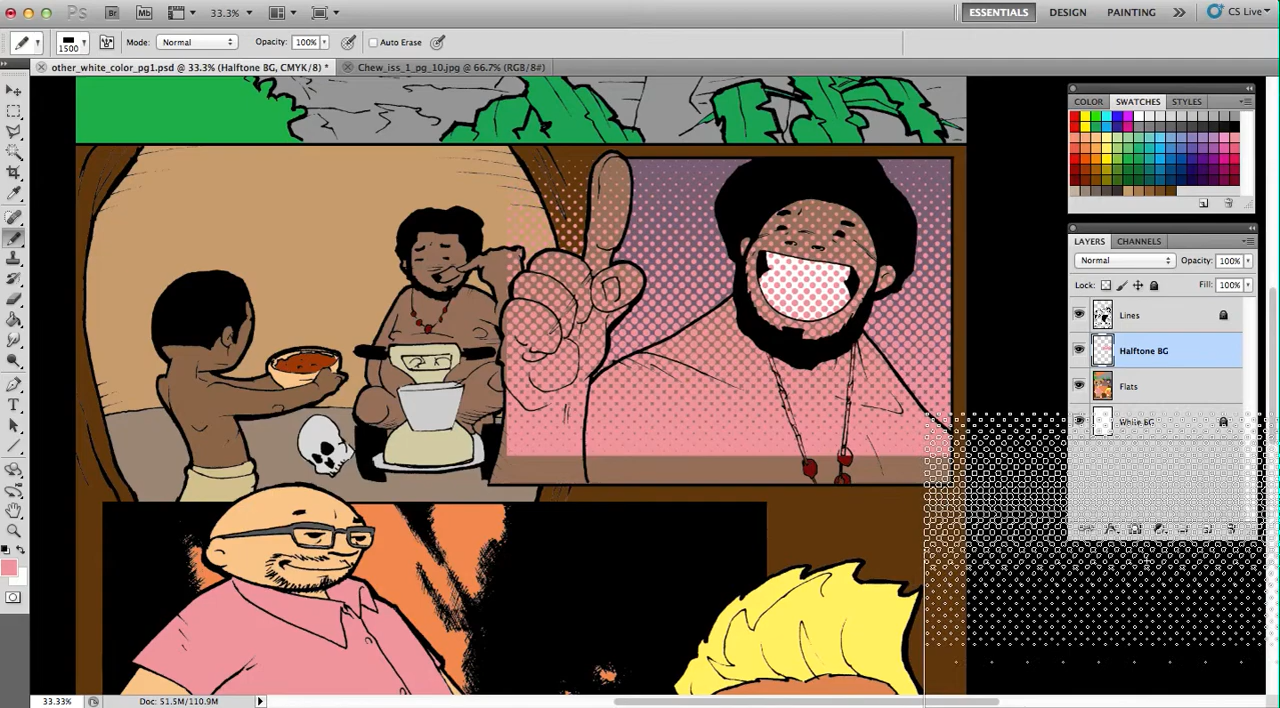 Ps Br Mb 33.3% ESSENTIALS DESIGN PAINTING CS Live
1500 Mode: Normal Opacity: 100% Auto Erase
other_white_color_pg1.psd @ 33.3% (Halftone BG, CMYK/8) * Chew_iss_1_pg_10.jpg @ 66.7% (RGB/8#)
COLOR SWATCHES STYLES
LAYERS CHANNELS
Normal Opacity: 100%
Lock: Fill: 100%
Lines
Halftone BG
Flats
White BG
33.33% Doc: 51.5M/110.9M